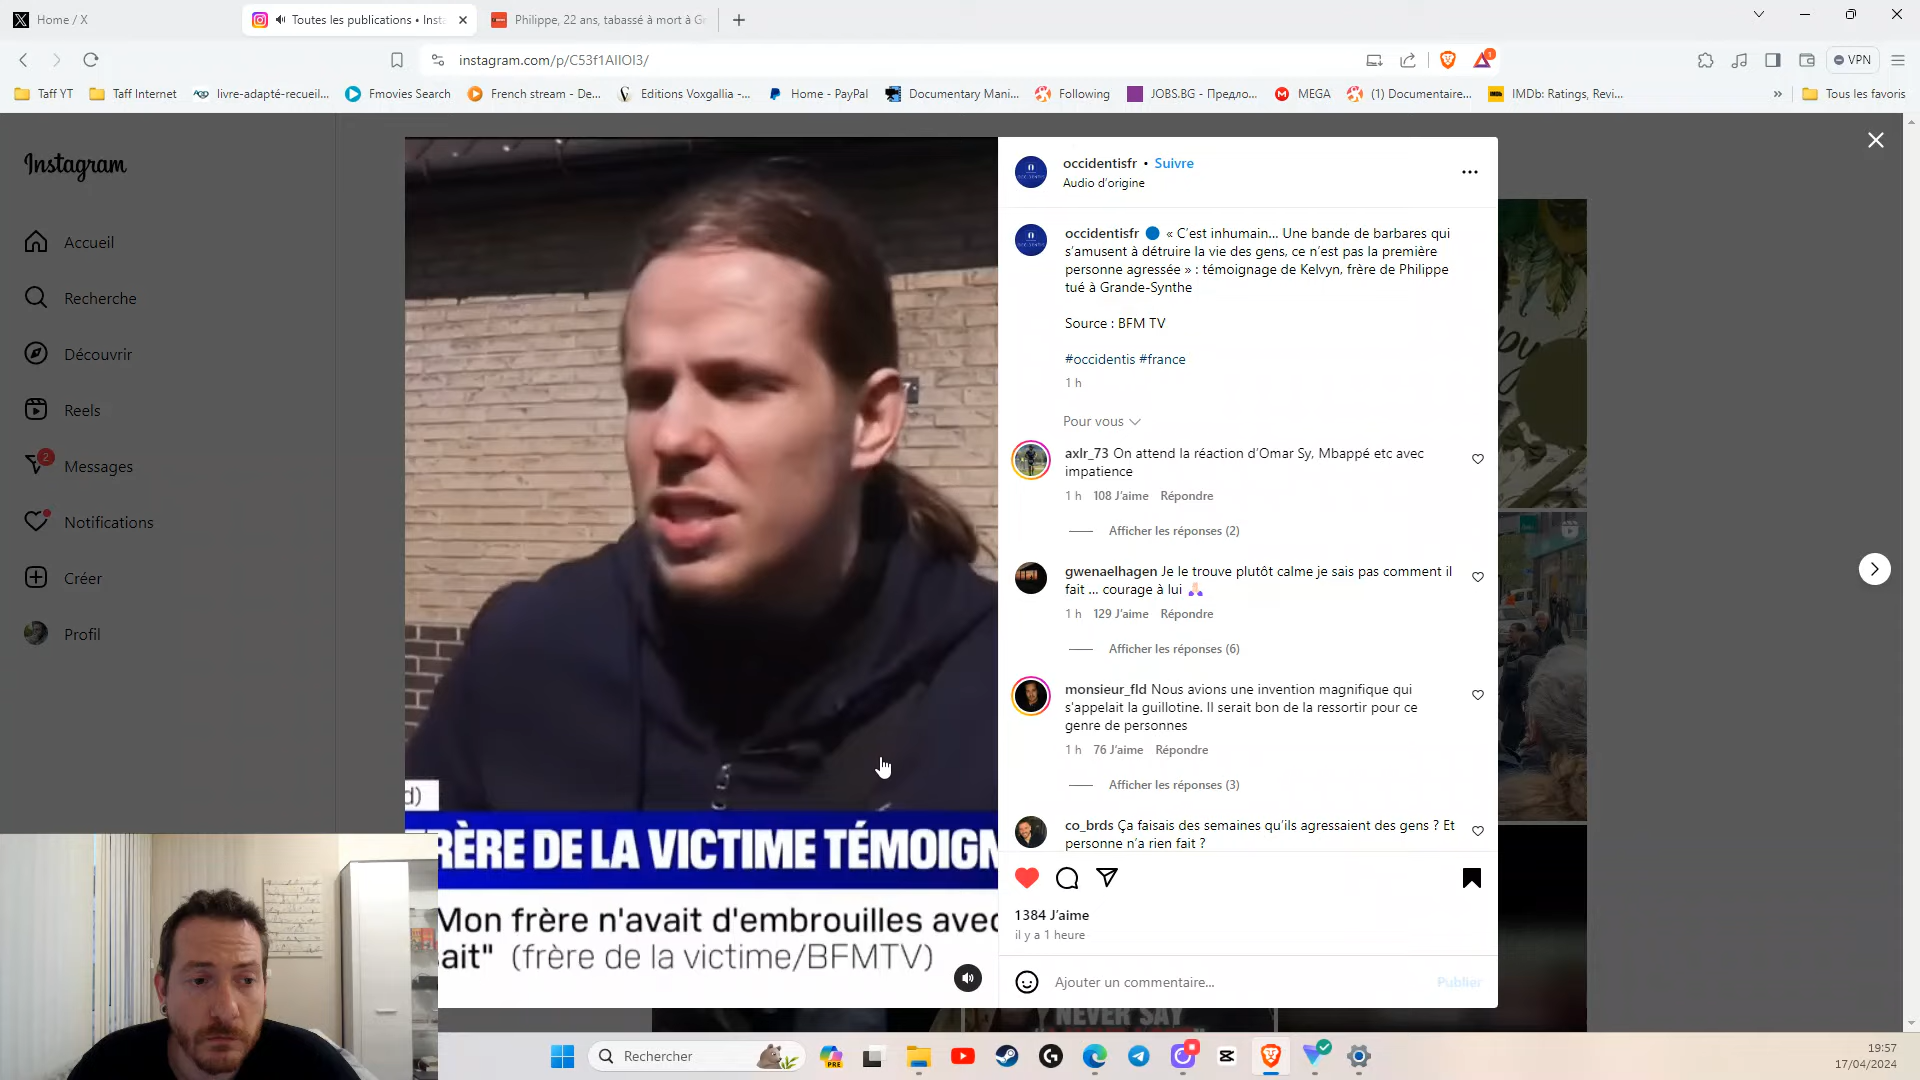 Home / X
Toutes les publications • Insta
Philippe, 22 ans, tabassé à mort à Gr
instagram.com/p/C53f1AIIOI3/
VPN
Taff YT
Taff Internet
livre-adapté-recueil...
Fmovies Search
French stream - De...
Editions Voxgallia -...
Home - PayPal
Documentary Mani...
Following
JOBS.BG - Предло...
MEGA
(1) Documentaire...
IMDb: Ratings, Revi...
Tous les favoris
Instagram
Accueil
Recherche
Découvrir
Reels
2
Messages
Notifications
Créer
Profil
d)
RÈRE DE LA VICTIME TÉMOIGN
Mon frère n'avait d'embrouilles avec
ait" (frère de la victime/BFMTV)
occidentisfr • Suivre
Audio d'origine
occidentisfr 🔵 « C'est inhumain... Une bande de barbares qui
s'amusent à détruire la vie des gens, ce n'est pas la première
personne agressée » : témoignage de Kelvyn, frère de Philippe
tué à Grande-Synthe
Source : BFM TV
#occidentis #france
1 h
Pour vous
axlr_73 On attend la réaction d'Omar Sy, Mbappé etc avec
impatience
1 h 108 J'aime Répondre
Afficher les réponses (2)
gwenaelhagen Je le trouve plutôt calme je sais pas comment il
fait ... courage à lui 🙏🏻
1 h 129 J'aime Répondre
Afficher les réponses (6)
monsieur_fld Nous avions une invention magnifique qui
s'appelait la guillotine. Il serait bon de la ressortir pour ce
genre de personnes
1 h 76 J'aime Répondre
Afficher les réponses (3)
co_brds Ça faisais des semaines qu'ils agressaient des gens ? Et
personne n'a rien fait ?
1384 J'aime
il y a 1 heure
Ajouter un commentaire...
Publier
NEVER SAY
Rechercher
PRE
19:57
17/04/2024